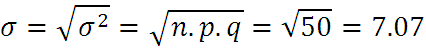 σ = √σ² = √n.p.q = √50 = 7.07